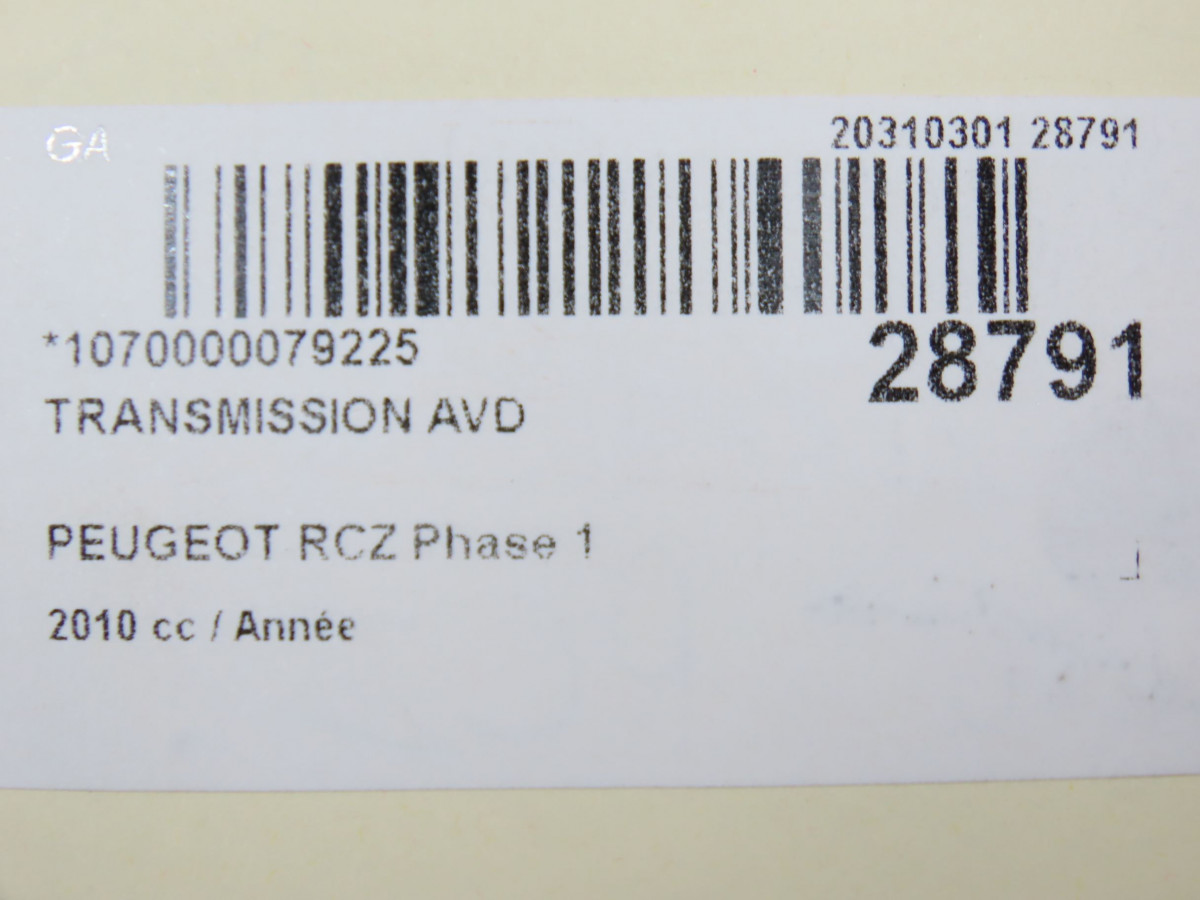 GA
20310301 28791
*1070000079225
28791
TRANSMISSION AVD
PEUGEOT RCZ Phase 1
2010 cc / Année